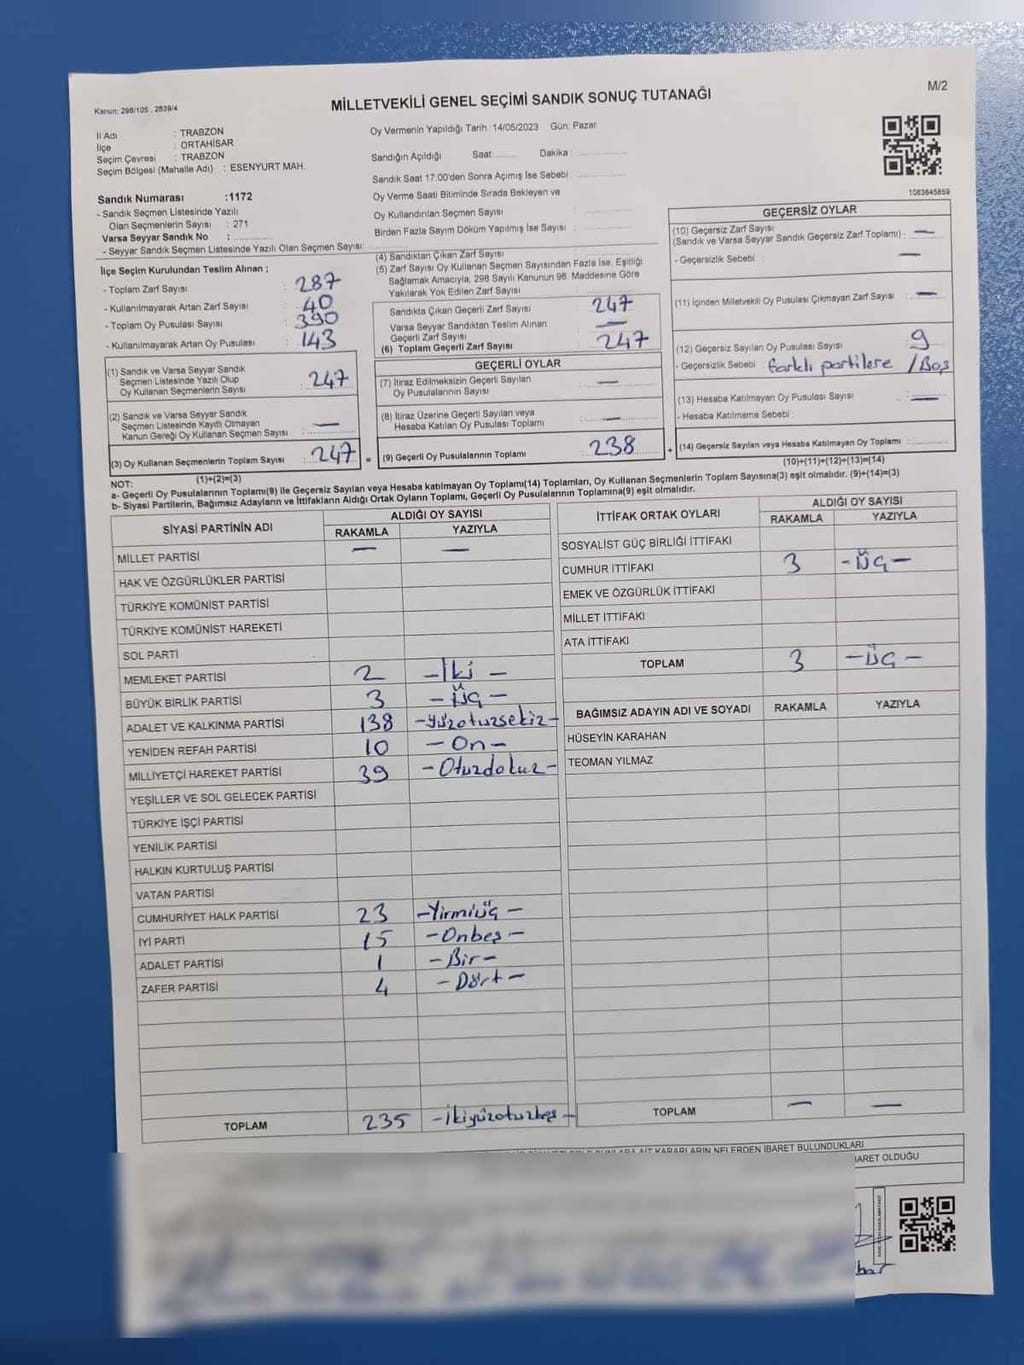 M/2
Kanun: 298/105 , 2839/4
MİLLETVEKİLİ GENEL SEÇİMİ SANDIK SONUÇ TUTANAĞI
İl Adı : TRABZON
İlçe : ORTAHİSAR
Seçim Çevresi : TRABZON
Seçim Bölgesi (Mahalle Adı) : ESENYURT MAH.
Sandık Numarası :1172
- Sandık Seçmen Listesinde Yazılı
Olan Seçmenlerin Sayısı : 271
Varsa Seyyar Sandık No :
- Seyyar Sandık Seçmen Listesinde Yazılı Olan Seçmen Sayısı:
Oy Vermenin Yapıldığı Tarih :14/05/2023 Gün: Pazar
Sandığın Açıldığı Saat: Dakika :
Sandık Saat 17:00'den Sonra Açımış İse Sebebi :
Oy Verme Saati Bitiminde Sırada Bekleyen ve
Oy Kullandırılan Seçmen Sayısı :
Birden Fazla Sayım Döküm Yapılmış İse Sayısı :
1083645859
İlçe Seçim Kurulundan Teslim Alınan ;
- Toplam Zarf Sayısı : 287
- Kullanılmayarak Artan Zarf Sayısı : 40
- Toplam Oy Pusulası Sayısı : 390
- Kullanılmayarak Artan Oy Pusulası : 143
(1) Sandık ve Varsa Seyyar Sandık
Seçmen Listesinde Yazılı Olup
Oy Kullanan Seçmenlerin Sayısı : 247
(2) Sandık ve Varsa Seyyar Sandık
Seçmen Listesinde Kayıtlı Olmayan
Kanun Gereği Oy Kullanan Seçmen Sayısı : —
(3) Oy Kullanan Seçmenlerin Toplam Sayısı : 247 =
(1)+(2)=(3)
(4) Sandıktan Çıkan Zarf Sayısı
(5) Zarf Sayısı Oy Kullanan Seçmen Sayısından Fazla İse, Eşitliği
Sağlamak Amacıyla, 298 Sayılı Kanunun 98. Maddesine Göre
Yakılarak Yok Edilen Zarf Sayısı :
Sandıkta Çıkan Geçerli Zarf Sayısı : 247
Varsa Seyyar Sandıktan Teslim Alınan
Geçerli Zarf Sayısı : —
(6) Toplam Geçerli Zarf Sayısı : 247
GEÇERLİ OYLAR
(7) İtiraz Edilmeksizin Geçerli Sayılan
Oy Pusulalarının Sayısı : —
(8) İtiraz Üzerine Geçerli Sayılan veya
Hesaba Katılan Oy Pusulası Toplamı : —
(9) Geçerli Oy Pusulalarının Toplamı : 238 +
GEÇERSİZ OYLAR
(10) Geçersiz Zarf Sayısı
(Sandık ve Varsa Seyyar Sandık Geçersiz Zarf Toplamı) : —
- Geçersizlik Sebebi : —
(11) İçinden Milletvekili Oy Pusulası Çıkmayan Zarf Sayısı : —
(12) Geçersiz Sayılan Oy Pusulası Sayısı : 9
- Geçersizlik Sebebi : farklı partilere / Boş
(13) Hesaba Katılmayan Oy Pusulası Sayısı : —
- Hesaba Katılmama Sebebi :
(14) Geçersiz Sayılan veya Hesaba Katılmayan Oy Toplamı :
(10)+(11)+(12)+(13)=(14)
NOT:
a- Geçerli Oy Pusulalarının Toplamı(9) ile Geçersiz Sayılan veya Hesaba katılmayan Oy Toplamı(14) Toplamları, Oy Kullanan Seçmenlerin Toplam Sayısına(3) eşit olmalıdır. (9)+(14)=(3)
b- Siyasi Partilerin, Bağımsız Adayların ve İttifakların Aldığı Ortak Oyların Toplamı, Geçerli Oy Pusulalarının Toplamına(9) eşit olmalıdır.
SİYASİ PARTİNİN ADI ALDIĞI OY SAYISI
RAKAMLA YAZIYLA
MİLLET PARTİSİ — —
HAK VE ÖZGÜRLÜKLER PARTİSİ
TÜRKİYE KOMÜNİST PARTİSİ
TÜRKİYE KOMÜNİST HAREKETİ
SOL PARTİ
MEMLEKET PARTİSİ 2 -İki-
BÜYÜK BİRLİK PARTİSİ 3 -Üç-
ADALET VE KALKINMA PARTİSİ 138 -Yüzotuzsekiz-
YENİDEN REFAH PARTİSİ 10 -On-
MİLLİYETÇİ HAREKET PARTİSİ 39 -Otuzdokuz-
YEŞİLLER VE SOL GELECEK PARTİSİ
TÜRKİYE İŞÇİ PARTİSİ
YENİLİK PARTİSİ
HALKIN KURTULUŞ PARTİSİ
VATAN PARTİSİ
CUMHURİYET HALK PARTİSİ 23 -Yirmiüç-
İYİ PARTİ 15 -Onbeş-
ADALET PARTİSİ 1 -Bir-
ZAFER PARTİSİ 4 -Dört-
TOPLAM 235 -İkiyüzotuzbeş-
İTTİFAK ORTAK OYLARI ALDIĞI OY SAYISI
RAKAMLA YAZIYLA
SOSYALİST GÜÇ BİRLİĞİ İTTİFAKI
CUMHUR İTTİFAKI 3 -Üç-
EMEK VE ÖZGÜRLÜK İTTİFAKI
MİLLET İTTİFAKI
ATA İTTİFAKI
TOPLAM 3 -Üç-
BAĞIMSIZ ADAYIN ADI VE SOYADI RAKAMLA YAZIYLA
HÜSEYİN KARAHAN
TEOMAN YILMAZ
TOPLAM — —
AİT KARARLARIN NELERDEN İBARET BULUNDUKLARI
İBARET OLDUĞU